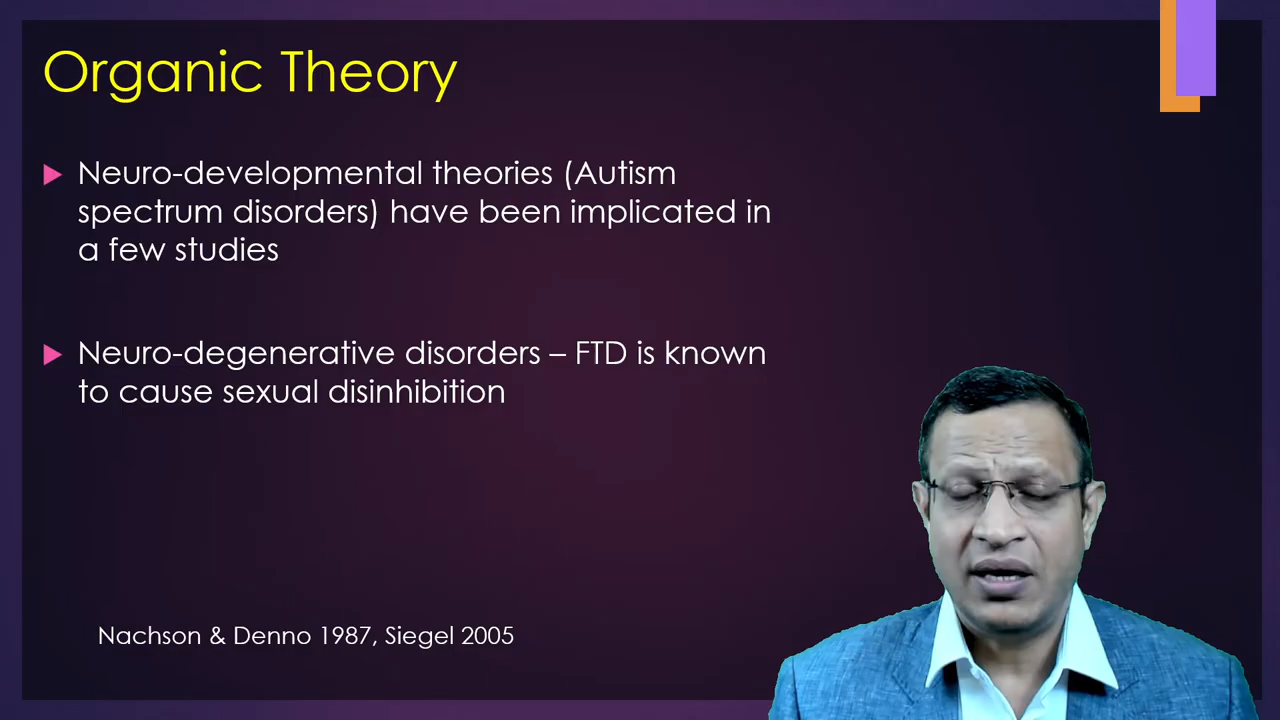 Organic Theory
Neuro-developmental theories (Autism
spectrum disorders) have been implicated in
a few studies
Neuro-degenerative disorders – FTD is known
to cause sexual disinhibition
Nachson & Denno 1987, Siegel 2005